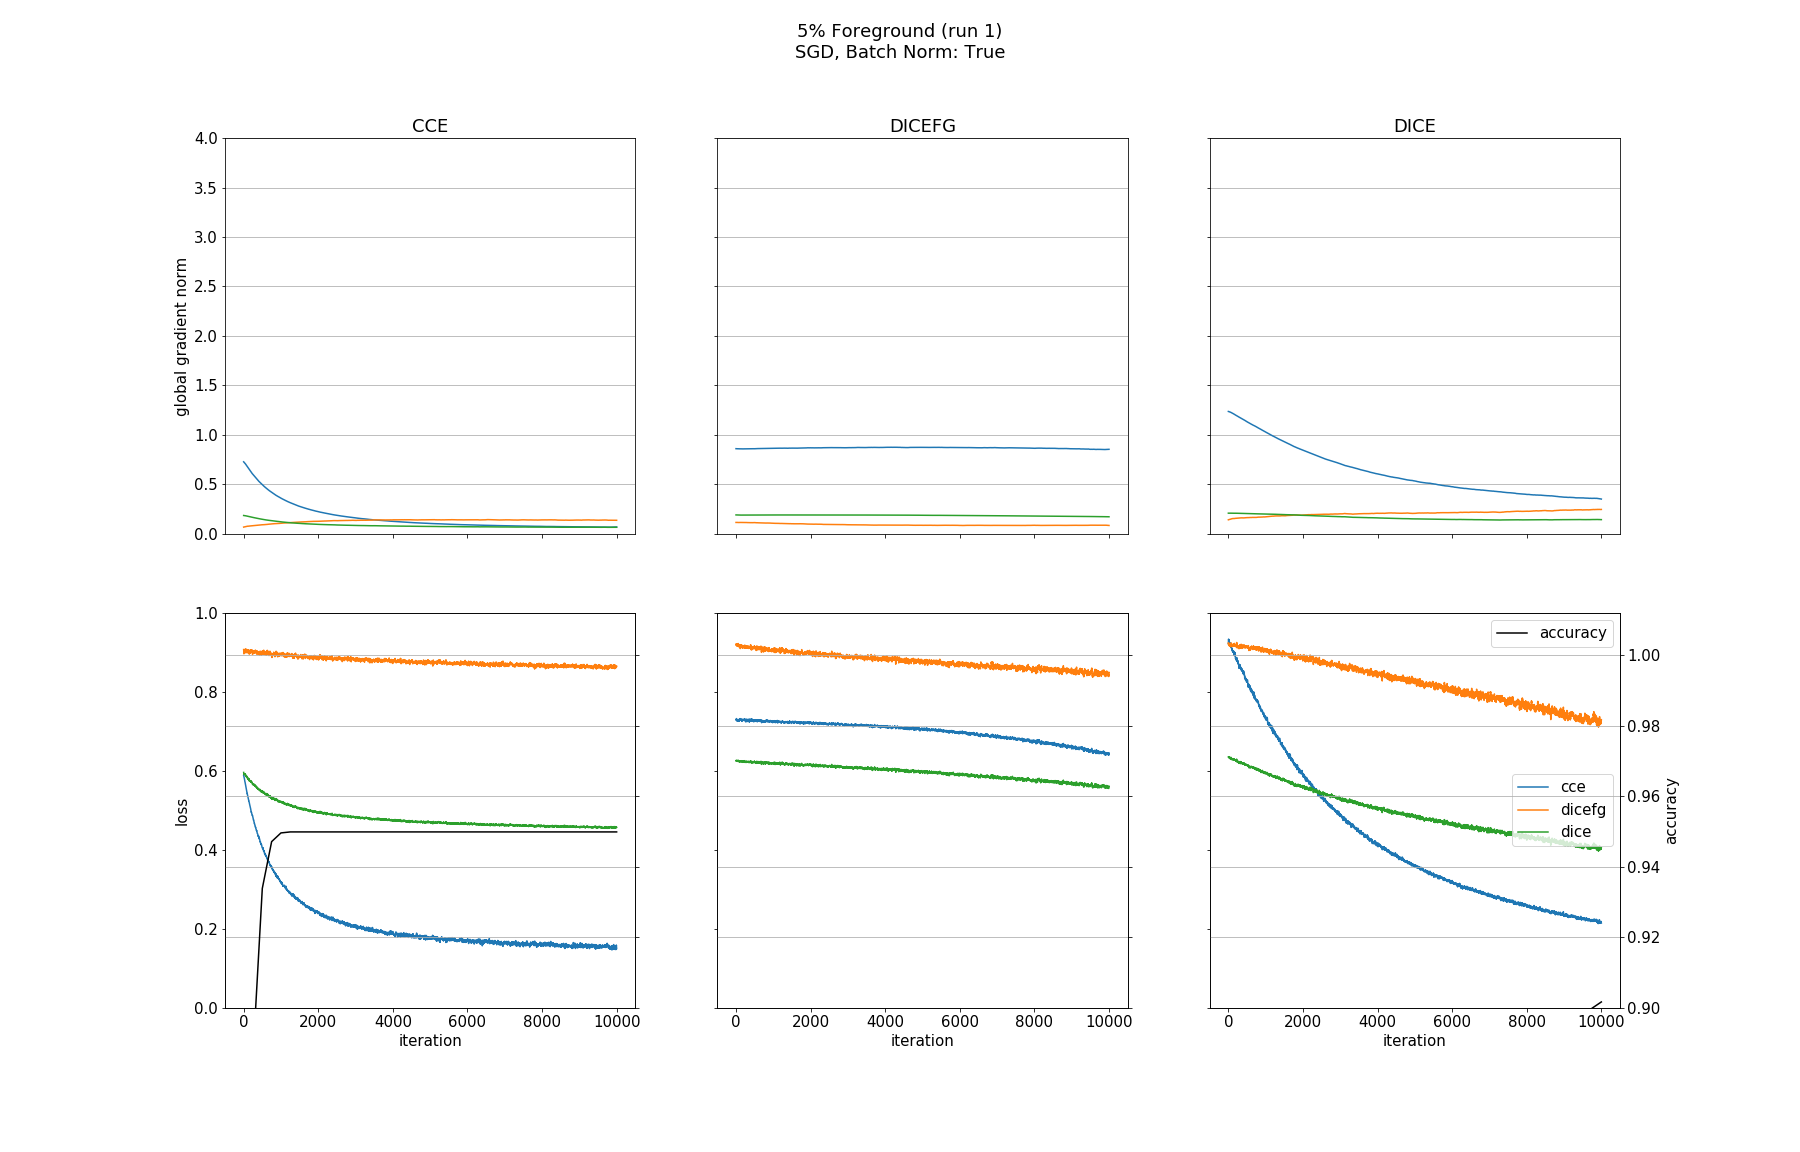 5% Foreground (run 1)
SGD, Batch Norm: True
CCE
DICEFG
DICE
4.0
3.5
3.0
2.5
2.0
1.5
1.0
0.5
0.0
global gradient norm
1.0
0.8
0.6
0.4
0.2
0.0
loss
0 2000 4000 6000 8000 10000
iteration
0 2000 4000 6000 8000 10000
iteration
0 2000 4000 6000 8000 10000
iteration
accuracy
cce
dicefg
dice
1.00
0.98
0.96
0.94
0.92
0.90
accuracy